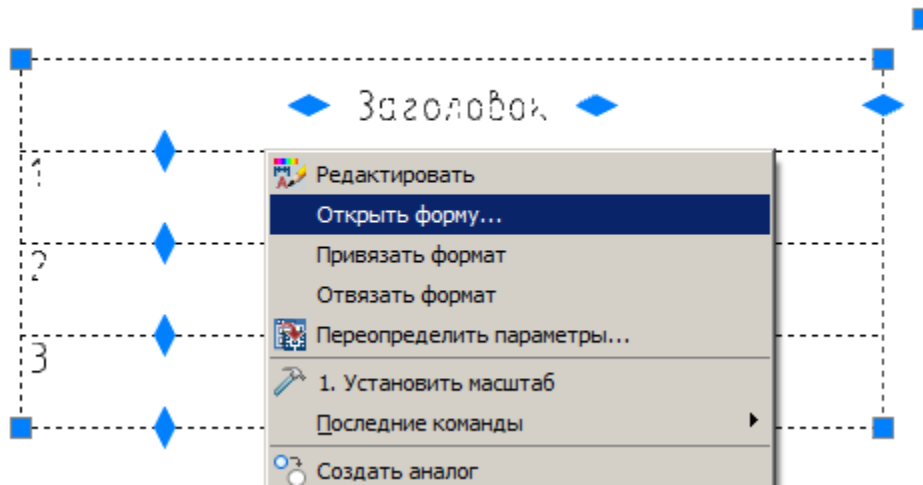 Заголовок
1
Редактировать
Открыть форму...
Привязать формат
2
Отвязать формат
Переопределить параметры...
3
1. Установить масштаб
Последние команды
Создать аналог